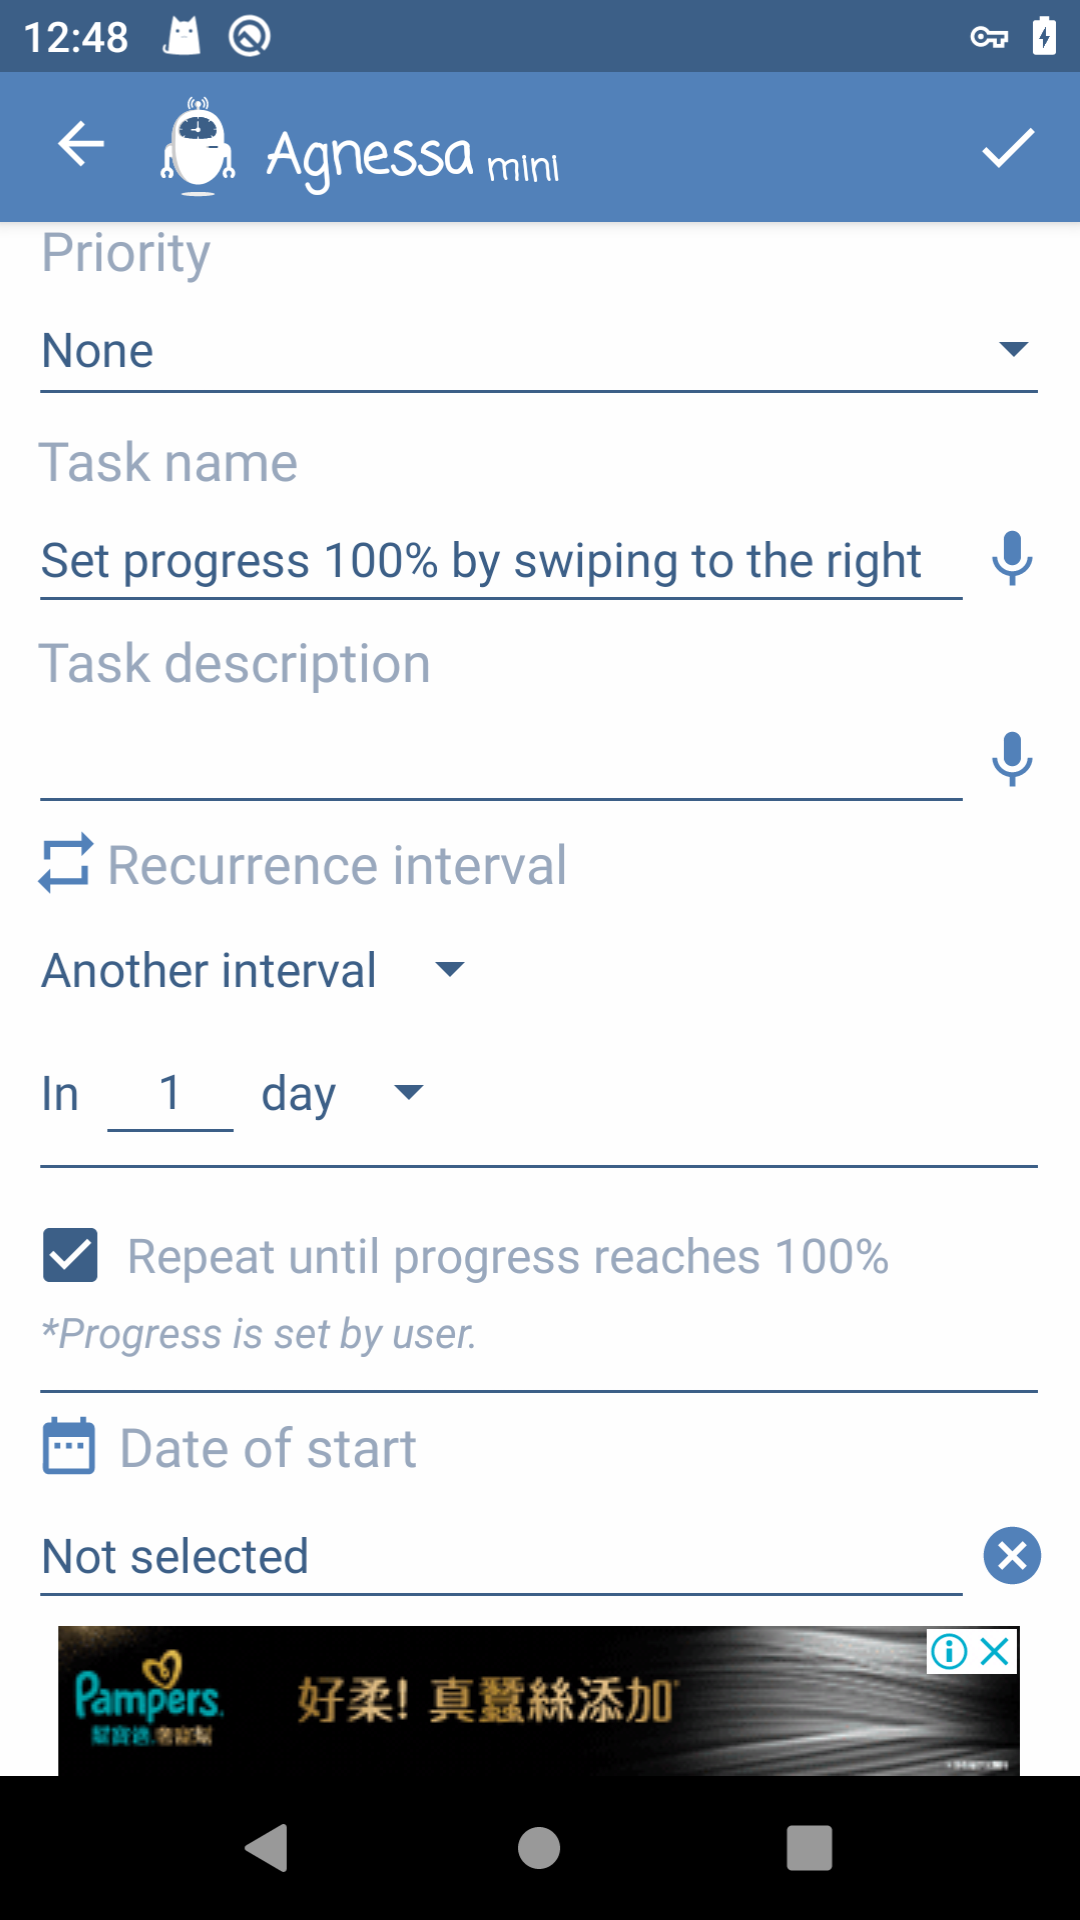 12:48
Agnessa mini
Priority
None
Task name
Set progress 100% by swiping to the right
Task description
Recurrence interval
Another interval
In 1 day
Repeat until progress reaches 100%
*Progress is set by user.
Date of start
Not selected
Pampers
好柔! 真蠶絲添加